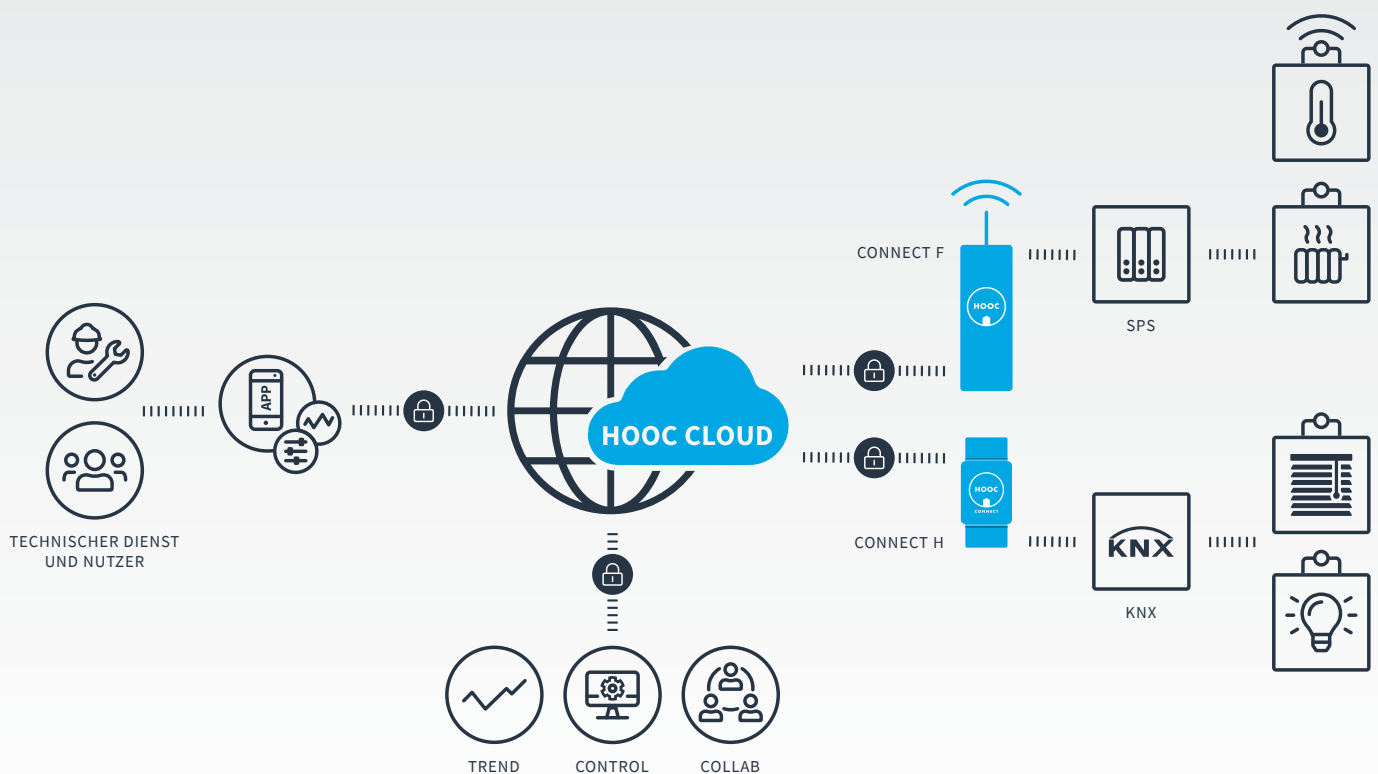 CONNECT F
HOOC
SPS
APP
HOOC CLOUD
HOOC
CONNECT
CONNECT H
KNX
KNX
TECHNISCHER DIENST
UND NUTZER
TREND
CONTROL
COLLAB